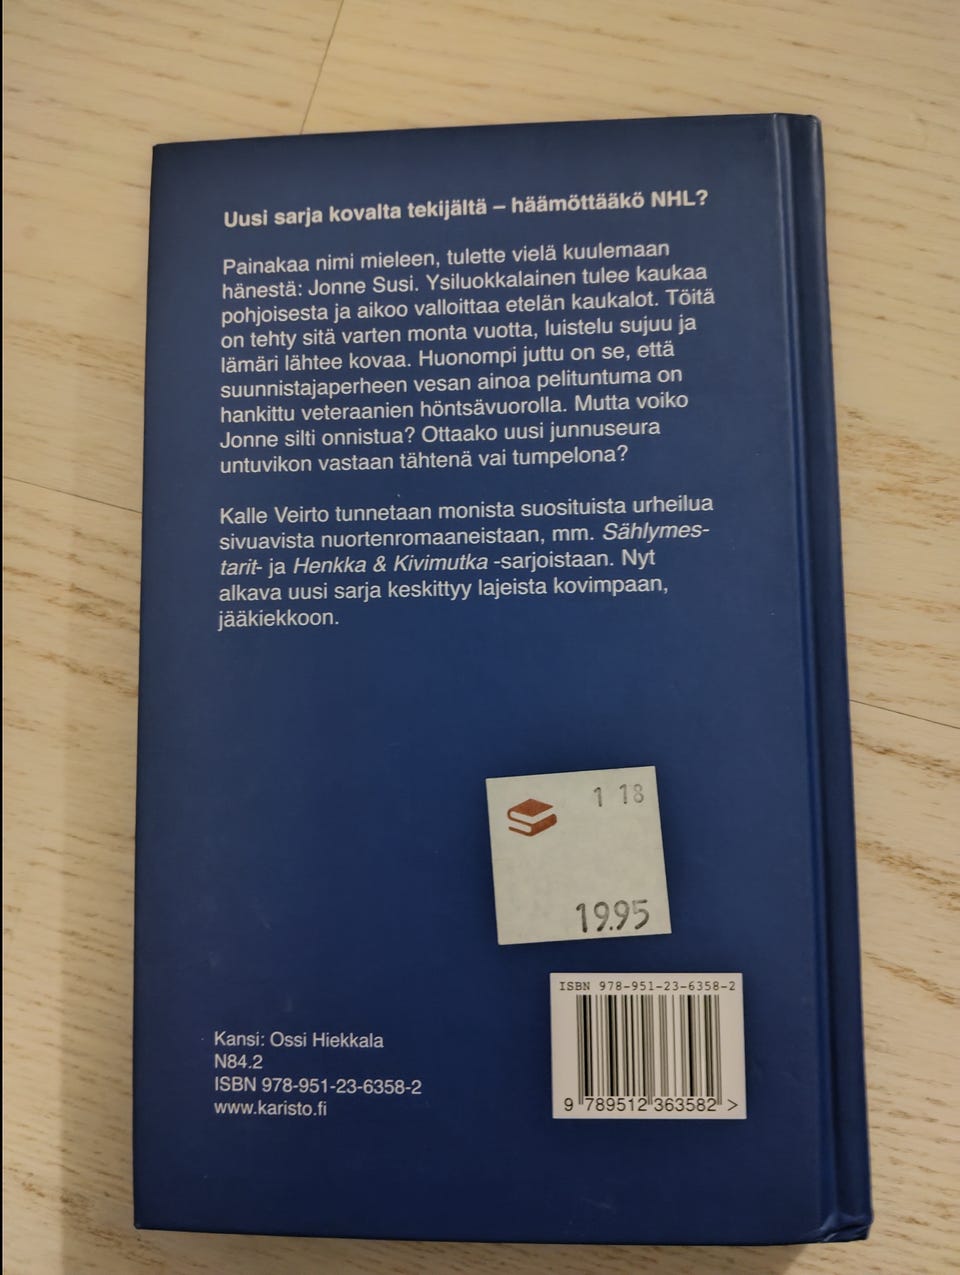 Uusi sarja kovalta tekijältä – häämöttääkö NHL?
Painakaa nimi mieleen, tulette vielä kuulemaan
hänestä: Jonne Susi. Ysiluokkalainen tulee kaukaa
pohjoisesta ja aikoo valloittaa etelän kaukalot. Töitä
on tehty sitä varten monta vuotta, luistelu sujuu ja
lämäri lähtee kovaa. Huonompi juttu on se, että
suunnistajaperheen vesan ainoa pelituntuma on
hankittu veteraanien höntsävuorolla. Mutta voiko
Jonne silti onnistua? Ottaako uusi junnuseura
untuvikon vastaan tähtenä vai tumpelona?
Kalle Veirto tunnetaan monista suosituista urheilua
sivuavista nuortenromaaneistaan, mm. Sählymes-
tarit- ja Henkka & Kivimutka -sarjoistaan. Nyt
alkava uusi sarja keskittyy lajeista kovimpaan,
jääkiekkoon.
1 18
19.95
ISBN 978-951-23-6358-2
9 789512 363582 >
Kansi: Ossi Hiekkala
N84.2
ISBN 978-951-23-6358-2
www.karisto.fi